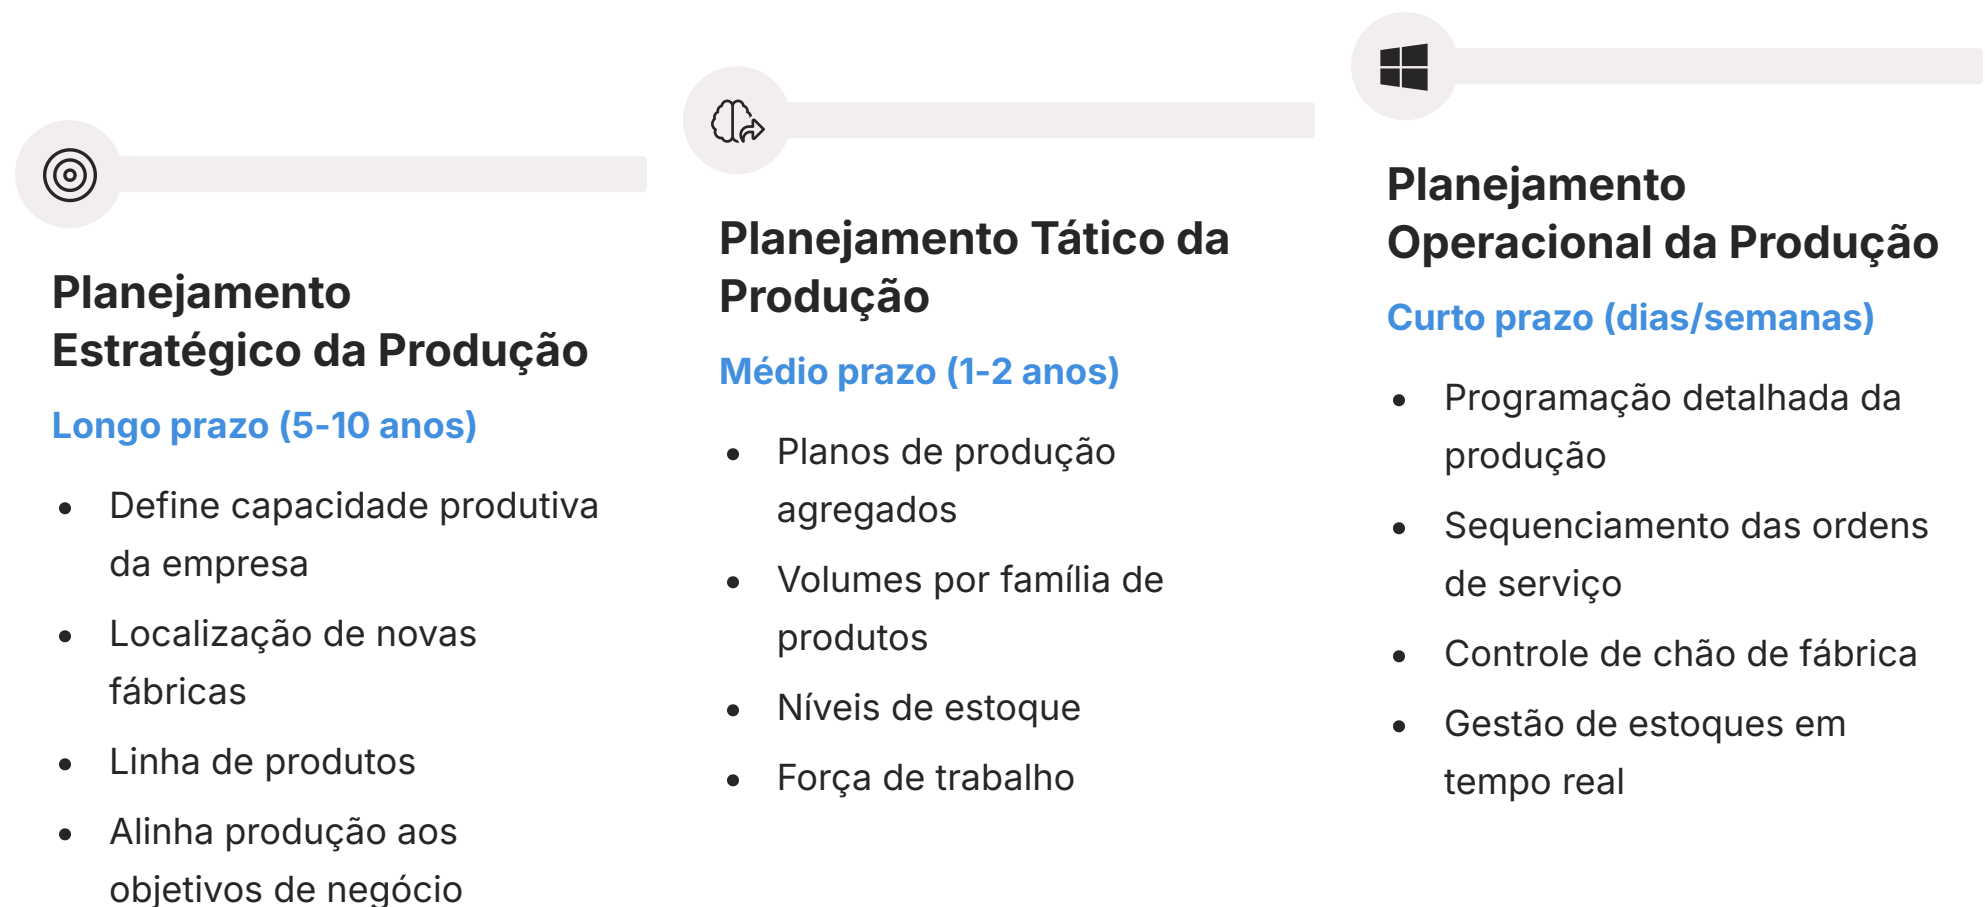 Planejamento
Estratégico da Produção
Longo prazo (5-10 anos)
• Define capacidade produtiva
da empresa
• Localização de novas
fábricas
• Linha de produtos
• Alinha produção aos
objetivos de negócio
Planejamento Tático da
Produção
Médio prazo (1-2 anos)
• Planos de produção
agregados
• Volumes por família de
produtos
• Níveis de estoque
• Força de trabalho
Planejamento
Operacional da Produção
Curto prazo (dias/semanas)
• Programação detalhada da
produção
• Sequenciamento das ordens
de serviço
• Controle de chão de fábrica
• Gestão de estoques em
tempo real